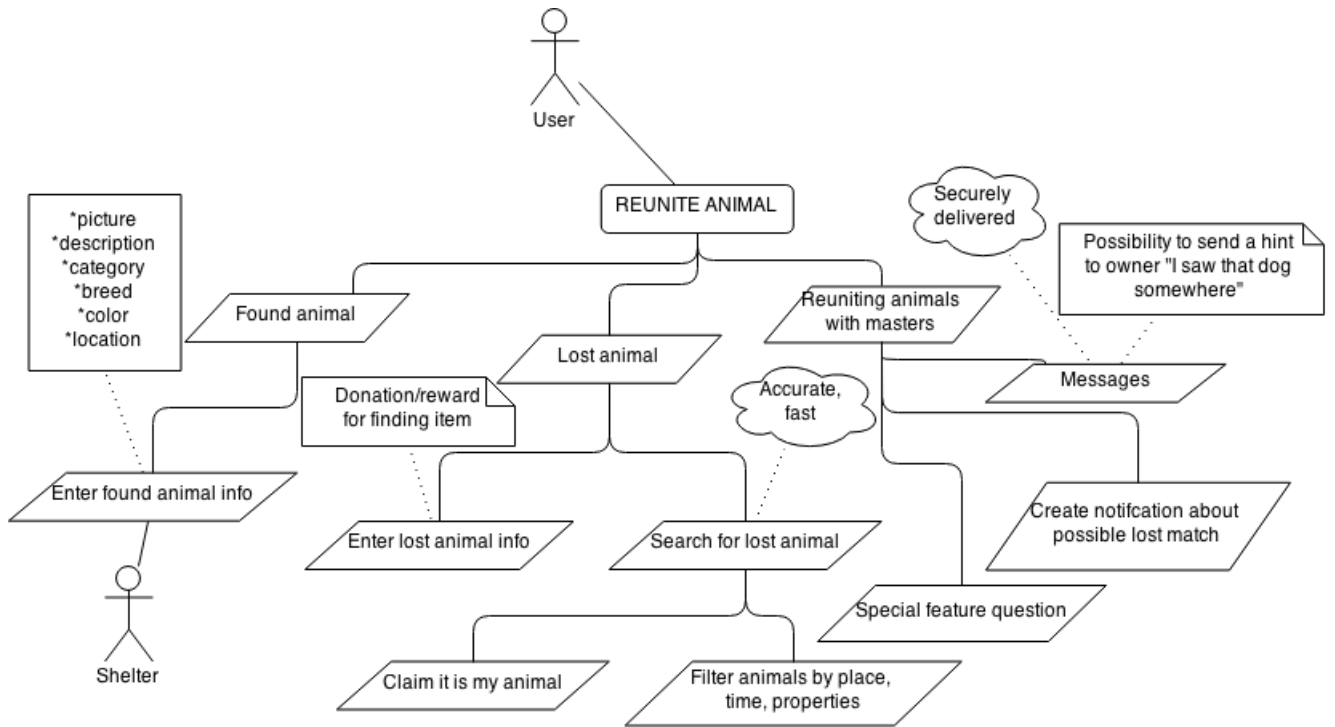 User
REUNITE ANIMAL
Securely
delivered
*picture
*description
*category
*breed
*color
*location
Possibility to send a hint
to owner "I saw that dog
somewhere"
Found animal
Reuniting animals
with masters
Lost animal
Messages
Donation/reward
for finding item
Accurate,
fast
Enter found animal info
Enter lost animal info
Search for lost animal
Create notifcation about
possible lost match
Special feature question
Shelter
Claim it is my animal
Filter animals by place,
time, properties